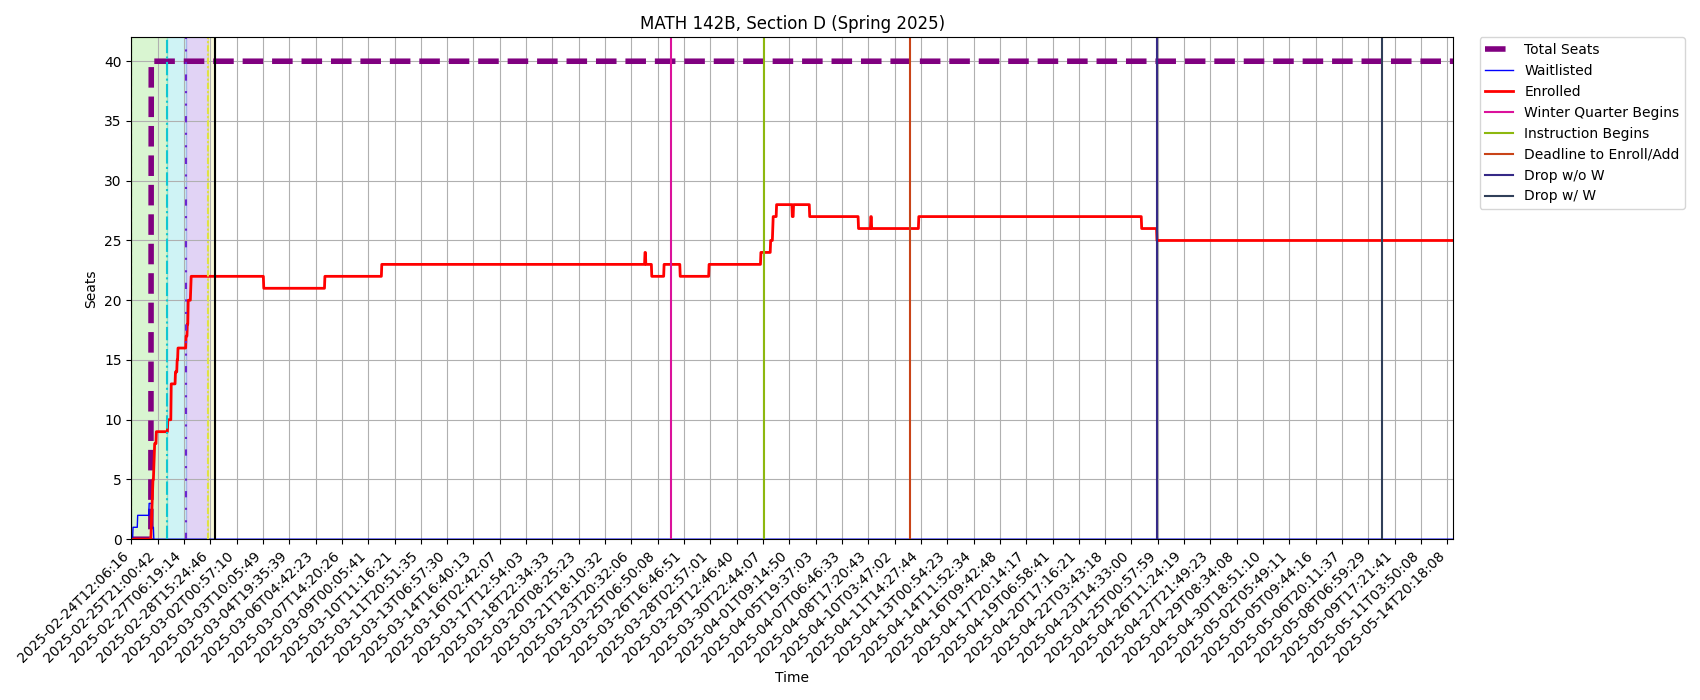 MATH 142B, Section D (Spring 2025)
Seats
40
35
30
25
20
15
10
5
0
2025-02-24T12:06:16
2025-02-25T21:00:42
2025-02-27T06:19:14
2025-02-28T15:24:46
2025-03-02T00:57:10
2025-03-03T10:05:49
2025-03-04T19:35:39
2025-03-06T04:42:23
2025-03-07T14:20:26
2025-03-09T00:05:41
2025-03-10T11:16:21
2025-03-11T20:51:35
2025-03-13T06:57:30
2025-03-14T16:40:13
2025-03-16T02:42:07
2025-03-17T12:54:03
2025-03-18T22:34:33
2025-03-20T08:25:23
2025-03-21T18:10:32
2025-03-23T20:32:06
2025-03-25T06:50:08
2025-03-26T16:46:51
2025-03-28T02:57:01
2025-03-29T12:46:40
2025-03-30T22:44:07
2025-04-01T09:14:50
2025-04-05T19:37:03
2025-04-07T06:46:33
2025-04-08T17:20:43
2025-04-10T03:47:02
2025-04-11T14:27:44
2025-04-13T00:54:23
2025-04-14T11:52:34
2025-04-16T09:42:48
2025-04-17T20:14:17
2025-04-19T06:58:41
2025-04-20T17:16:21
2025-04-22T03:43:18
2025-04-23T14:33:00
2025-04-25T00:57:59
2025-04-26T11:24:19
2025-04-27T21:49:23
2025-04-29T08:34:08
2025-04-30T18:51:10
2025-05-02T05:49:11
2025-05-05T09:44:16
2025-05-06T20:11:37
2025-05-08T06:59:29
2025-05-09T17:21:41
2025-05-11T03:50:08
2025-05-14T20:18:08
Time
Total Seats
Waitlisted
Enrolled
Winter Quarter Begins
Instruction Begins
Deadline to Enroll/Add
Drop w/o W
Drop w/ W